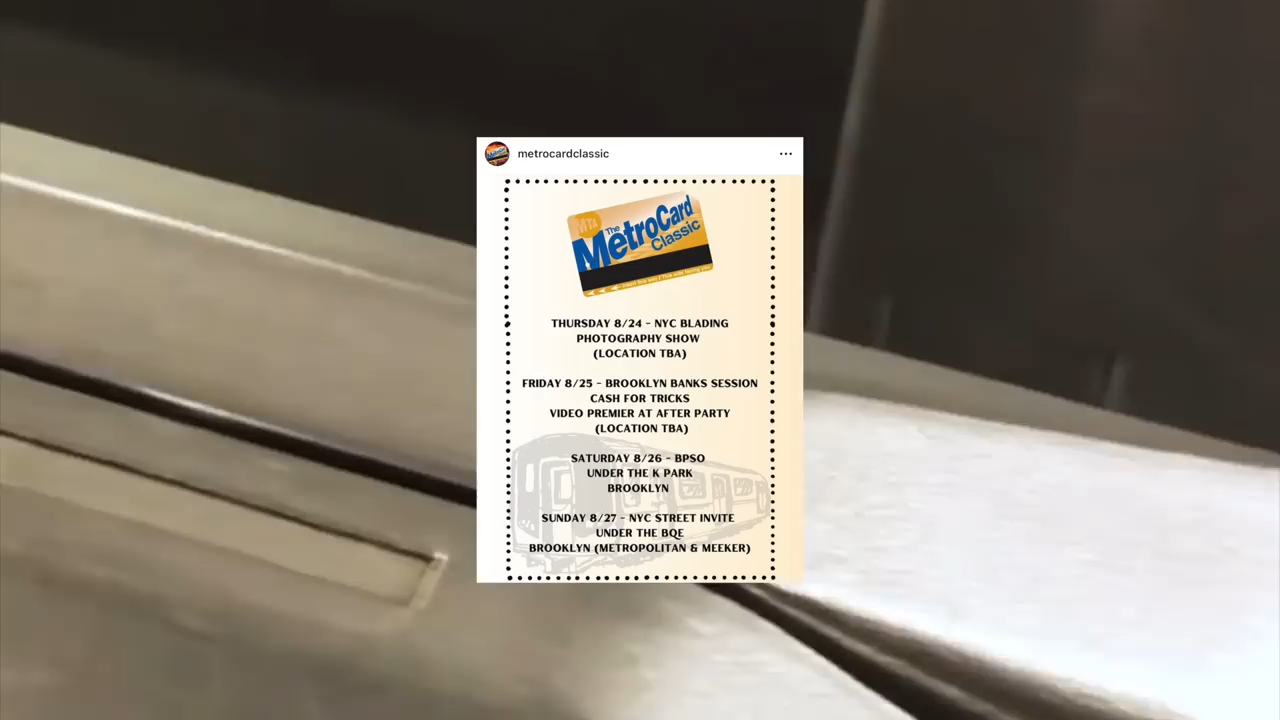 metrocardclassic
MTA
The
MetroCard
Classic
THURSDAY 8/24 - NYC BLADING
PHOTOGRAPHY SHOW
(LOCATION TBA)
FRIDAY 8/25 - BROOKLYN BANKS SESSION
CASH FOR TRICKS
VIDEO PREMIER AT AFTER PARTY
(LOCATION TBA)
SATURDAY 8/26 - BPSO
UNDER THE K PARK
BROOKLYN
SUNDAY 8/27 - NYC STREET INVITE
UNDER THE BQE
BROOKLYN (METROPOLITAN & MEEKER)